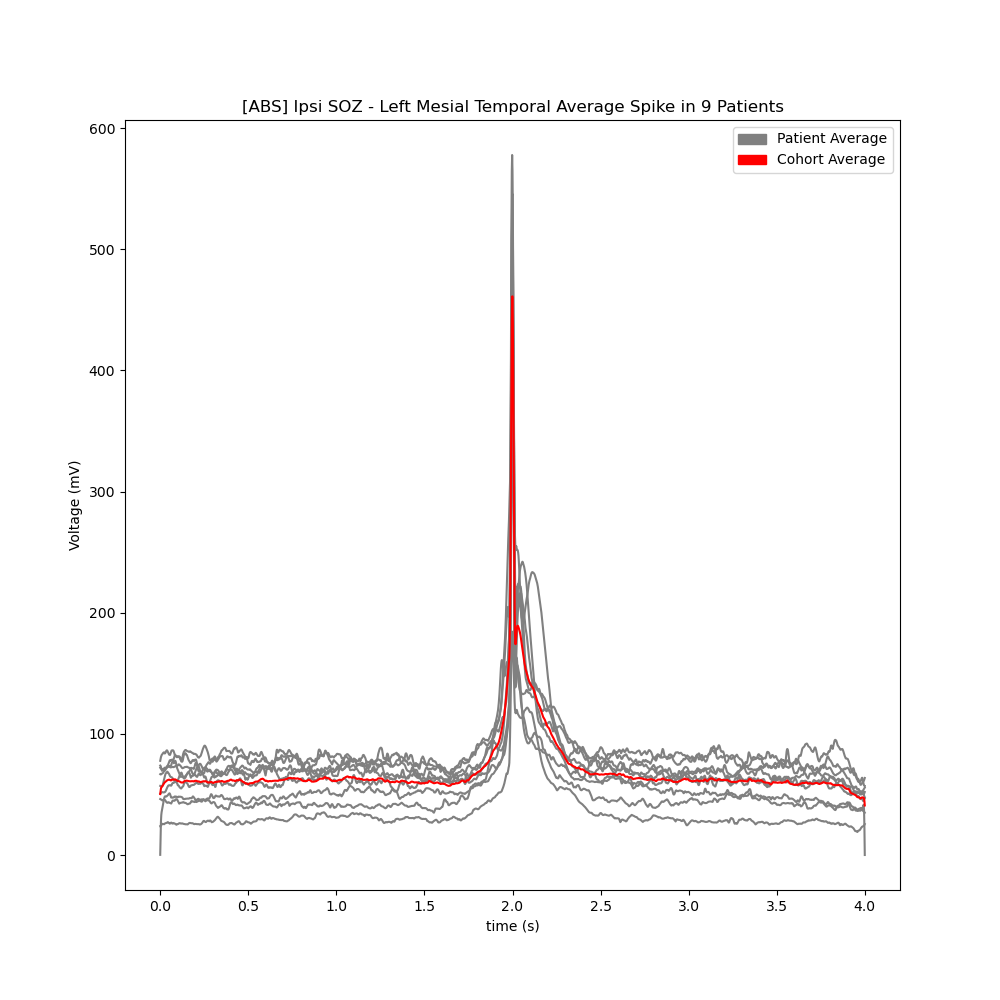 [ABS] Ipsi SOZ - Left Mesial Temporal Average Spike in 9 Patients
Patient Average
Cohort Average
600
500
400
300
200
100
0
Voltage (mV)
0.0 0.5 1.0 1.5 2.0 2.5 3.0 3.5 4.0
time (s)